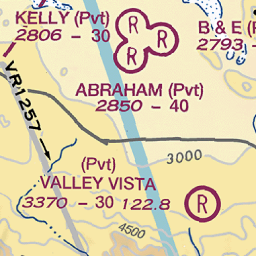 KELLY (Pvt)
2806 - 30
R
R
R
B & E (
2793 -
ABRAHAM (Pvt)
2850 - 40
VR1257
3000
(Pvt)
VALLEY VISTA
3370 - 30 122.8
R
4500